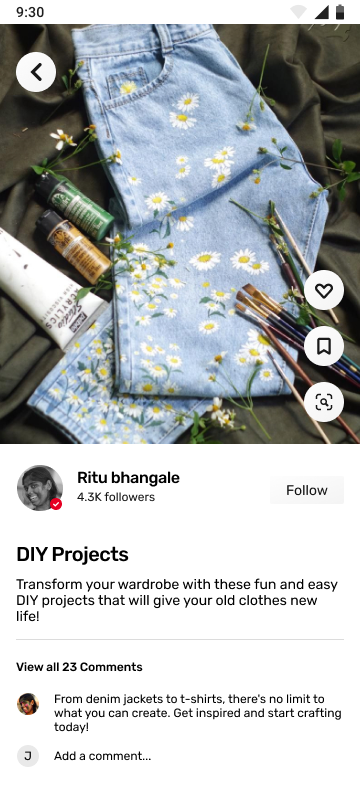 9:30
ACRYLICS
Ritu bhangale
4.3K followers
Follow
DIY Projects
Transform your wardrobe with these fun and easy
DIY projects that will give your old clothes new
life!
View all 23 Comments
From denim jackets to t-shirts, there's no limit to
what you can create. Get inspired and start crafting
today!
J
Add a comment...